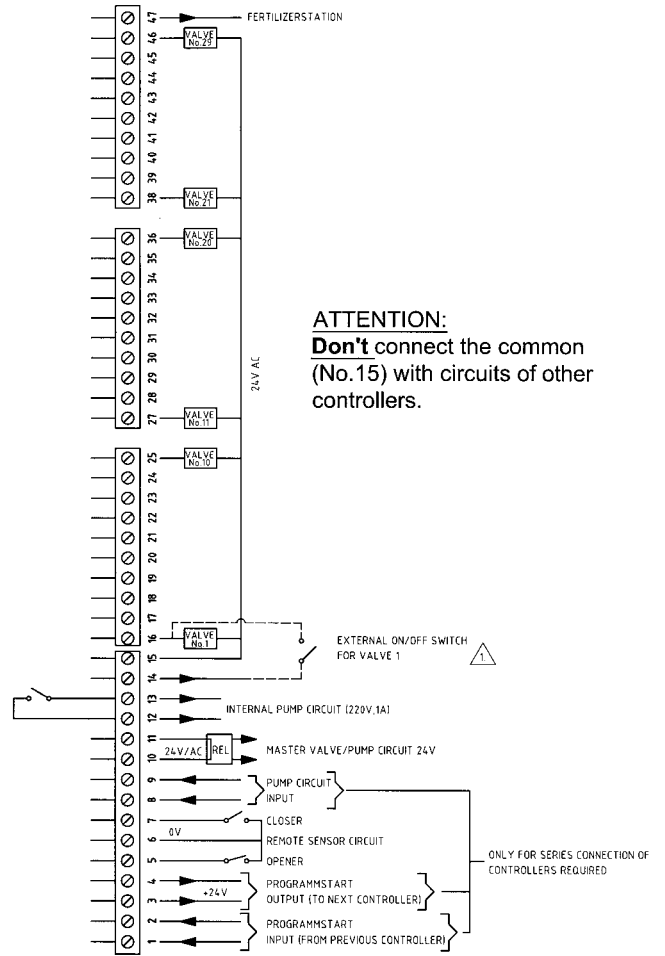 47 FERTILIZERSTATION
46 VALVE No.29
45
44
43
42
41
40
39
38 VALVE No.21
36 VALVE No.20
35
34
33
32
31
30
29
28
27 VALVE No.11
24V AC
ATTENTION:
Don't connect the common
(No.15) with circuits of other
controllers.
25 VALVE No.10
24
23
22
21
20
19
18
17
16 VALVE No.1
EXTERNAL ON/OFF SWITCH
FOR VALVE 1
1.
15
14
13
INTERNAL PUMP CIRCUIT (220V,1A)
12
11
24V/AC REL MASTER VALVE/PUMP CIRCUIT 24V
10
9 PUMP CIRCUIT
8 INPUT
7 CLOSER
0V
6 REMOTE SENSOR CIRCUIT
5 OPENER
ONLY FOR SERIES CONNECTION OF
CONTROLLERS REQUIRED
4 PROGRAMMSTART
+24V
3 OUTPUT (TO NEXT CONTROLLER)
2 PROGRAMMSTART
1 INPUT (FROM PREVIOUS CONTROLLER)